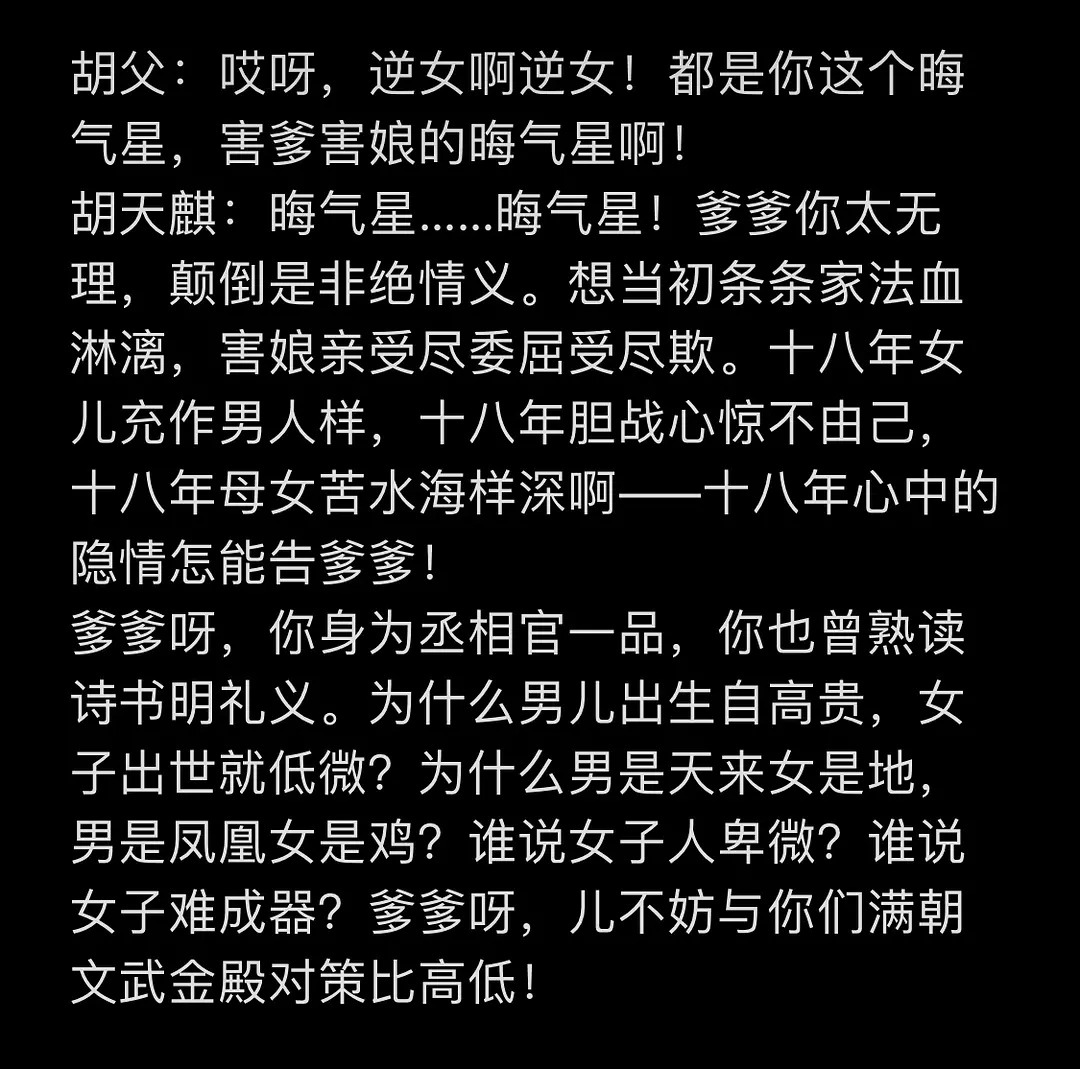 胡父：哎呀，逆女啊逆女！都是你这个晦
气星，害爹害娘的晦气星啊！
胡天麒：晦气星……晦气星！爹爹你太无
理，颠倒是非绝情义。想当初条条家法血
淋漓，害娘亲受尽委屈受尽欺。十八年女
儿充作男人样，十八年胆战心惊不由己，
十八年母女苦水海样深啊——十八年心中的
隐情怎能告爹爹！
爹爹呀，你身为丞相官一品，你也曾熟读
诗书明礼义。为什么男儿出生自高贵，女
子出世就低微？为什么男是天来女是地，
男是凤凰女是鸡？谁说女子人卑微？谁说
女子难成器？爹爹呀，儿不妨与你们满朝
文武金殿对策比高低！